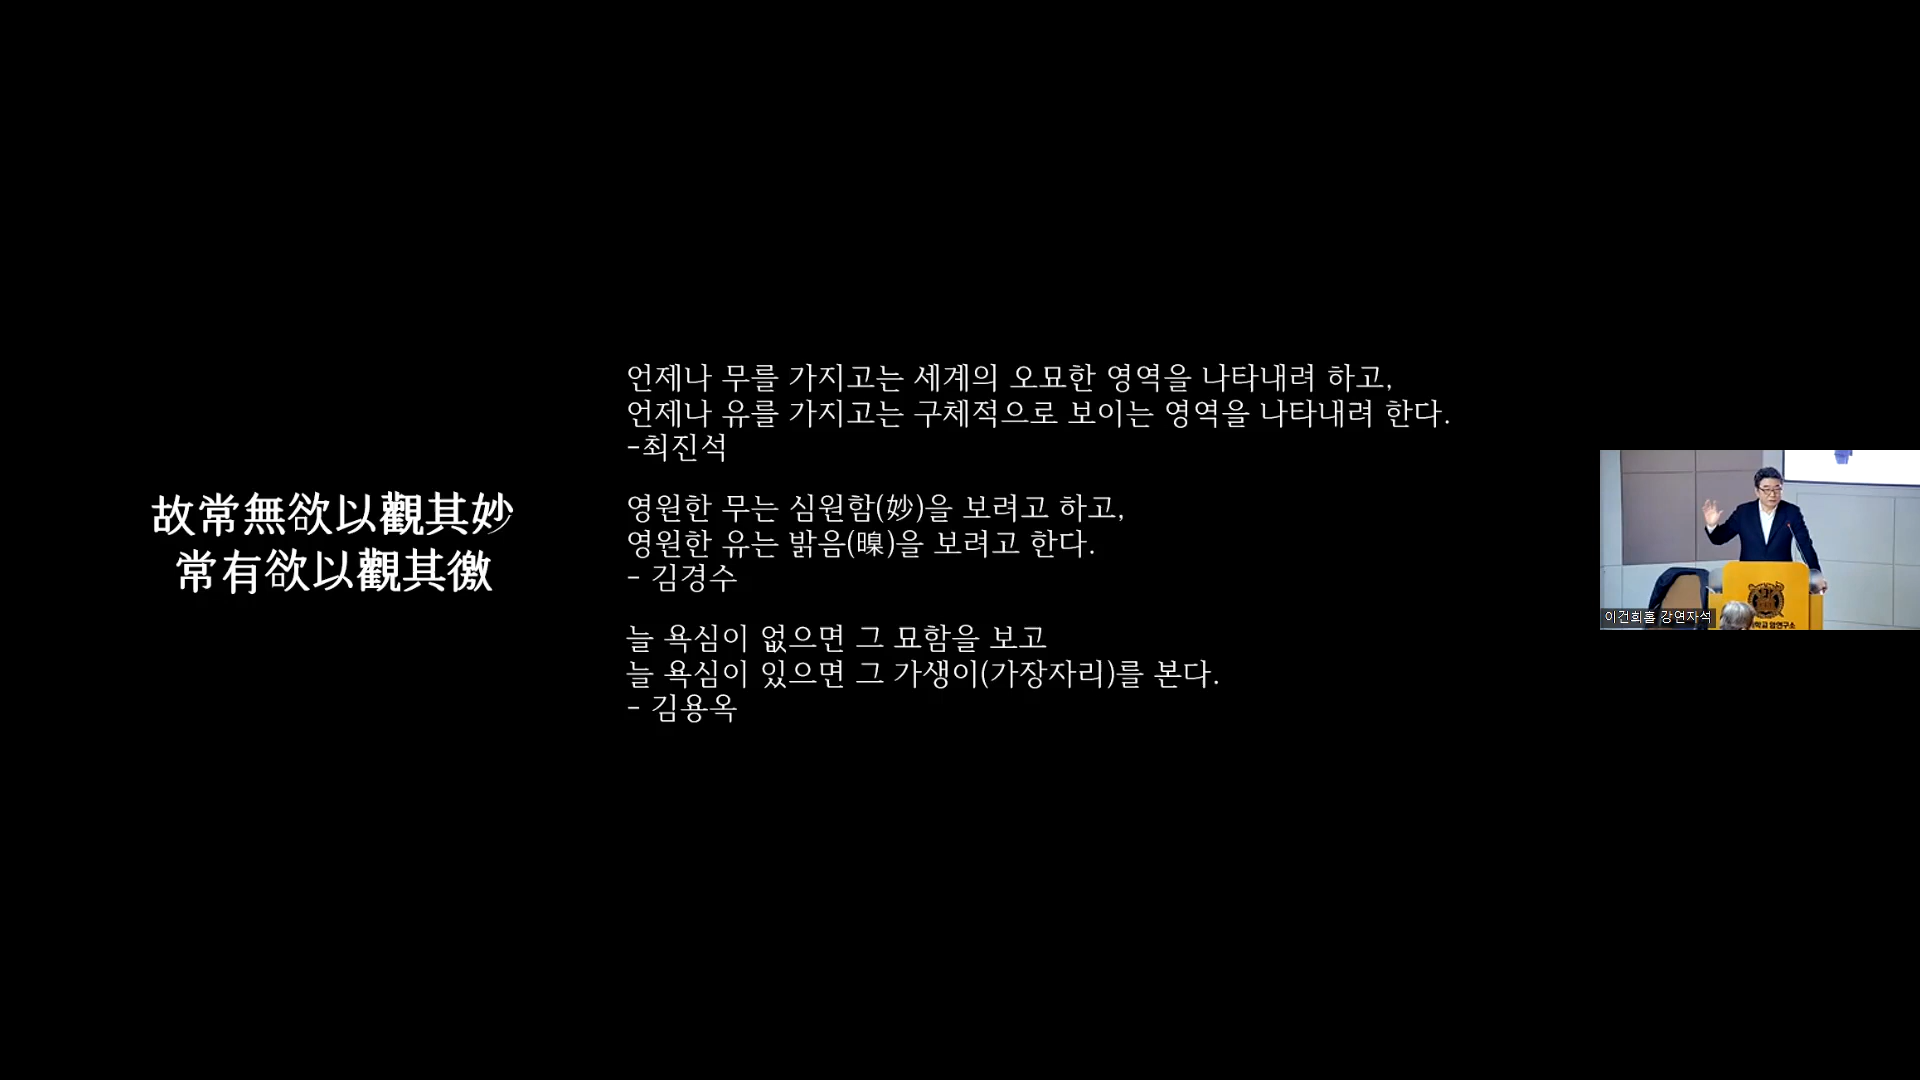 故常無欲以觀其妙
常有欲以觀其徼
언제나 무를 가지고는 세계의 오묘한 영역을 나타내려 하고,
언제나 유를 가지고는 구체적으로 보이는 영역을 나타내려 한다.
-최진석
영원한 무는 심원함(妙)을 보려고 하고,
영원한 유는 밝음(曒)을 보려고 한다.
- 김경수
늘 욕심이 없으면 그 묘함을 보고
늘 욕심이 있으면 그 가생이(가장자리)를 본다.
- 김용옥
이건희홀 강연자석
학교 암연구소